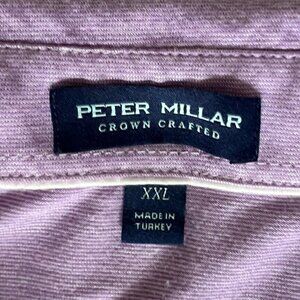 PETER MILLAR
CROWN CRAFTED
XXL
MADE IN
TURKEY